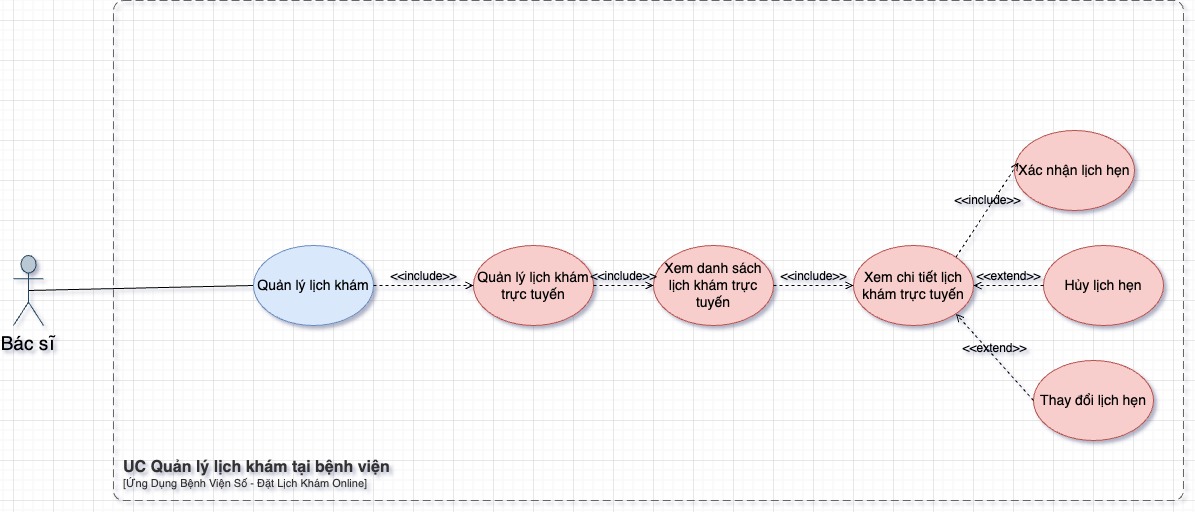 Xác nhận lịch hẹn
<<include>>
Quản lý lịch khám
<<include>>
Quản lý lịch khám
trực tuyến
<<include>>
Xem danh sách
lịch khám trực
tuyến
<<include>>
Xem chi tiết lịch
khám trực tuyến
<<extend>>
Hủy lịch hẹn
Bác sĩ
<<extend>>
Thay đổi lịch hẹn
UC Quản lý lịch khám tại bệnh viện
[Ứng Dụng Bệnh Viện Số - Đặt Lịch Khám Online]